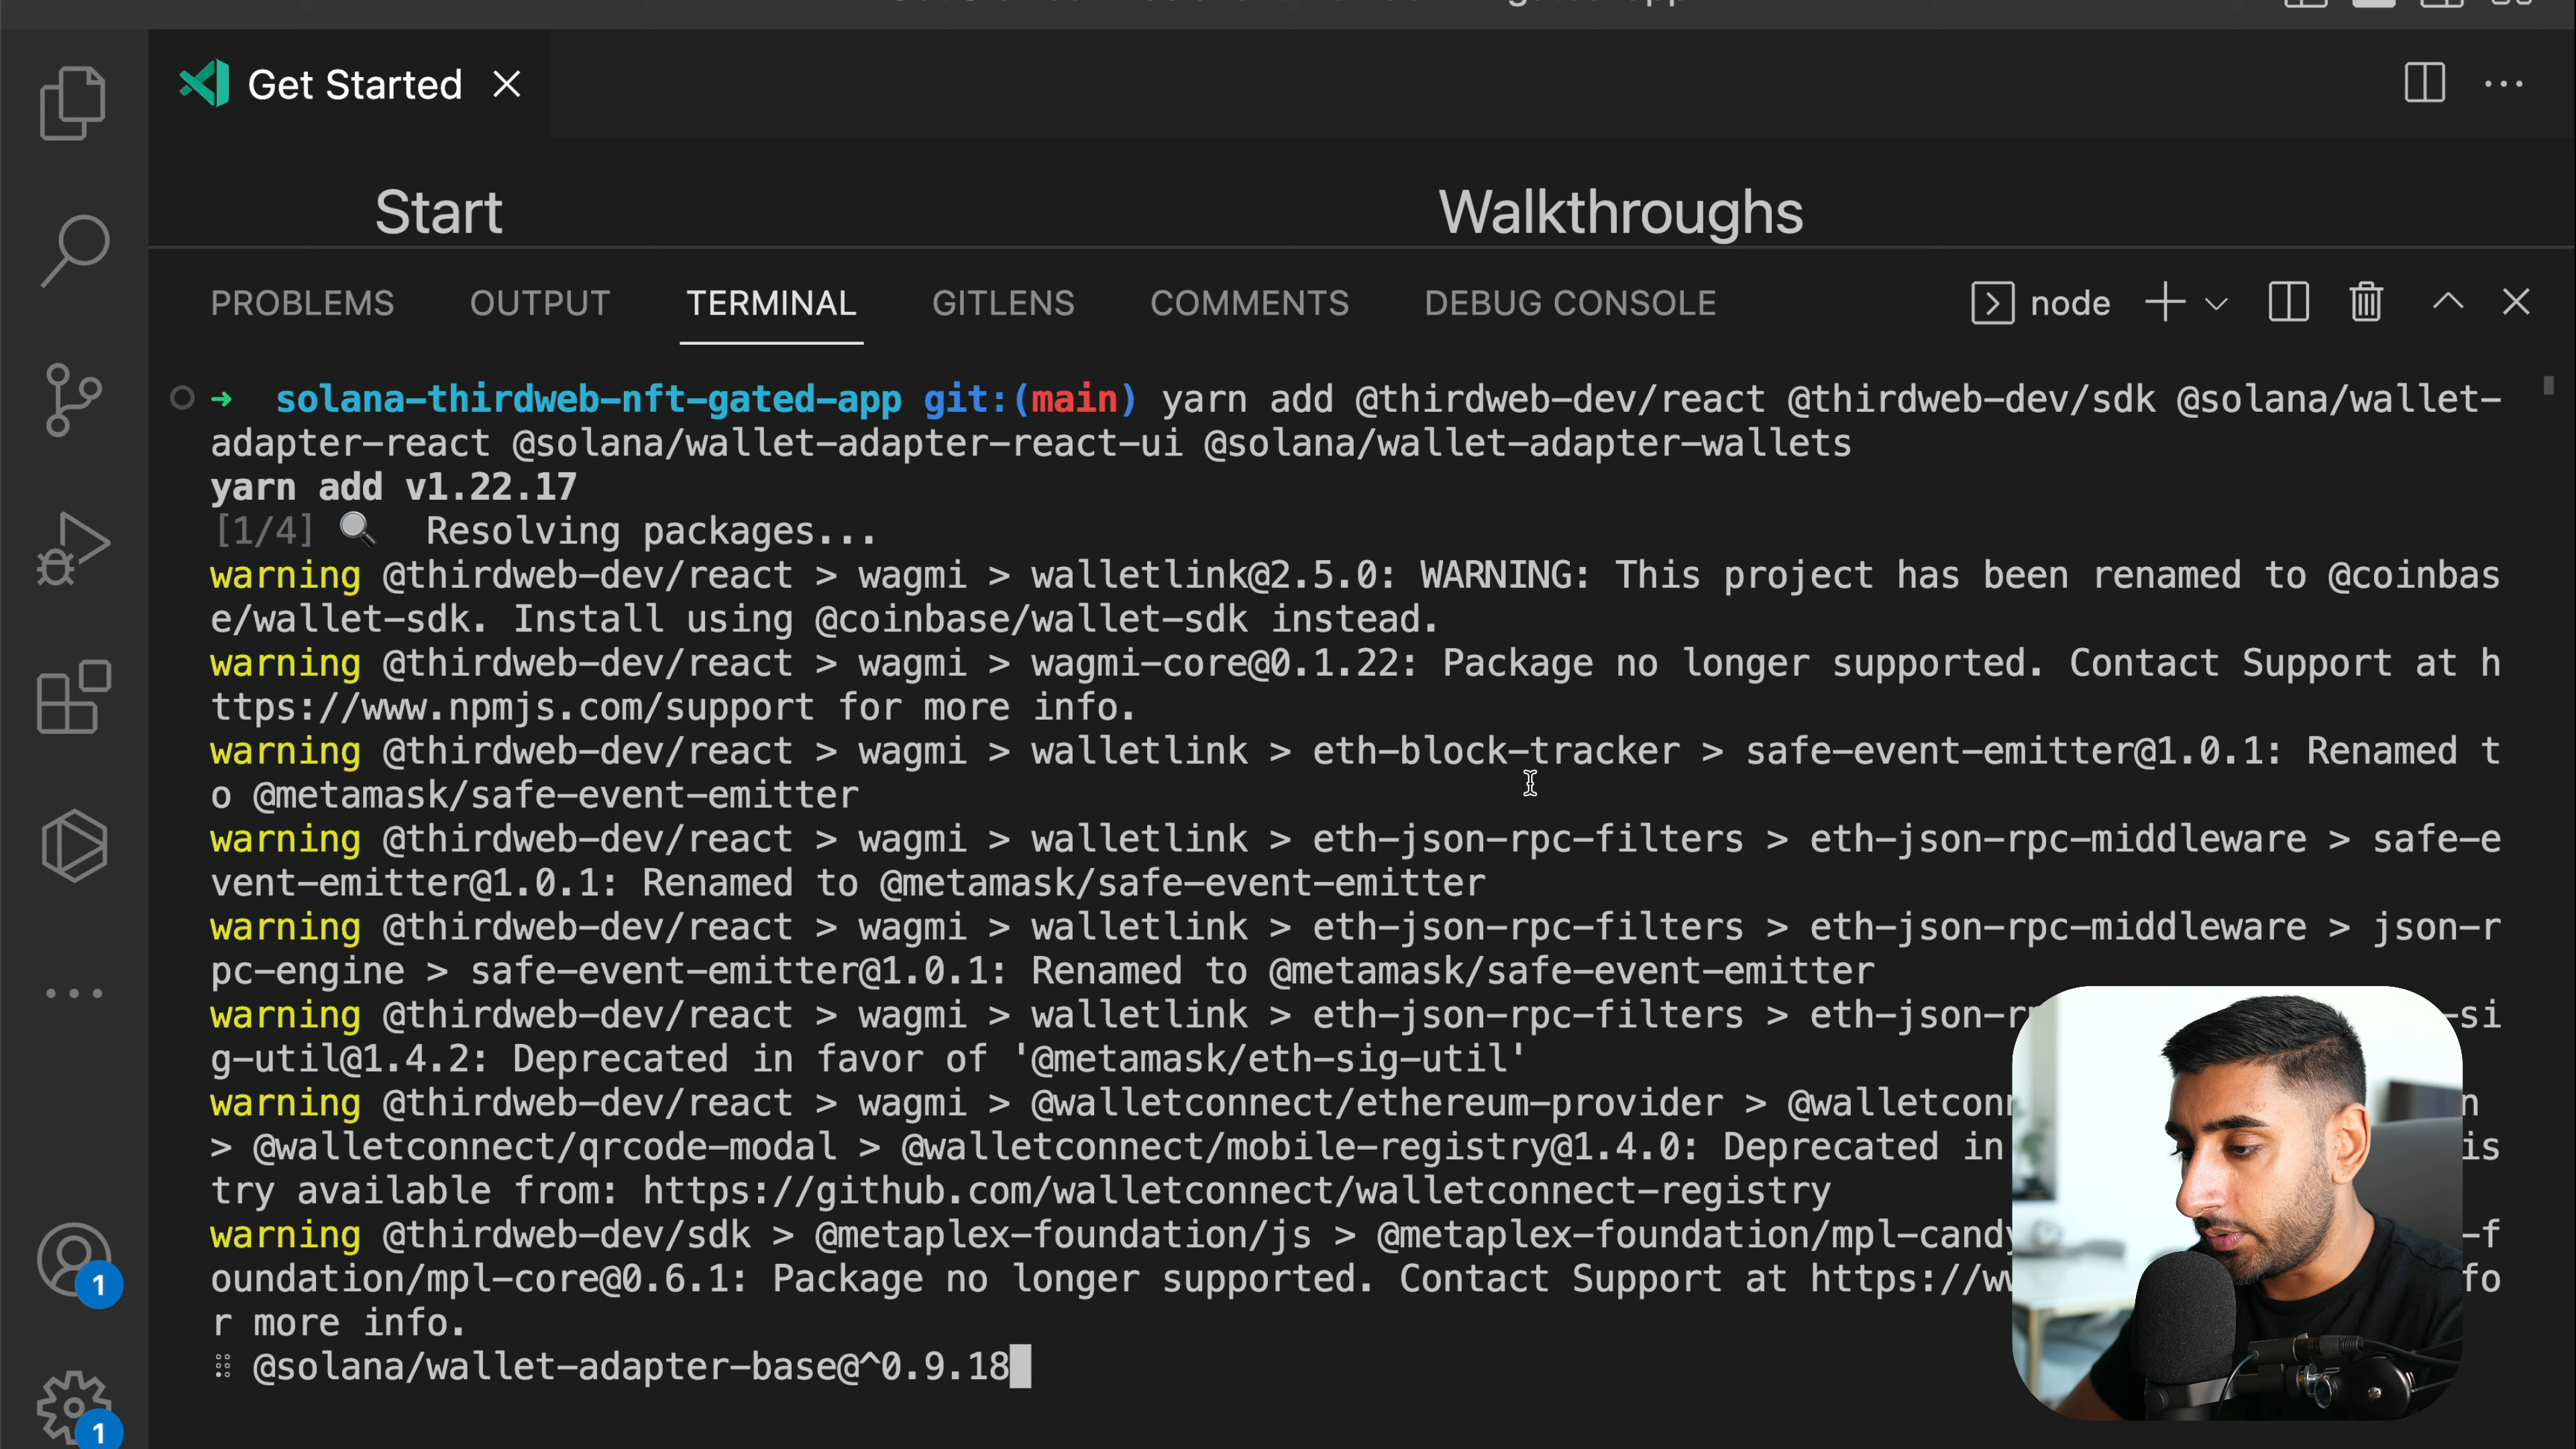 Get Started
Start
Walkthroughs
PROBLEMS OUTPUT TERMINAL GITLENS COMMENTS DEBUG CONSOLE node
→ solana-thirdweb-nft-gated-app git:(main) yarn add @thirdweb-dev/react @thirdweb-dev/sdk @solana/wallet-
adapter-react @solana/wallet-adapter-react-ui @solana/wallet-adapter-wallets
yarn add v1.22.17
[1/4] 🔍 Resolving packages...
warning @thirdweb-dev/react > wagmi > walletlink@2.5.0: WARNING: This project has been renamed to @coinbas
e/wallet-sdk. Install using @coinbase/wallet-sdk instead.
warning @thirdweb-dev/react > wagmi > wagmi-core@0.1.22: Package no longer supported. Contact Support at h
ttps://www.npmjs.com/support for more info.
warning @thirdweb-dev/react > wagmi > walletlink > eth-block-tracker > safe-event-emitter@1.0.1: Renamed t
o @metamask/safe-event-emitter
warning @thirdweb-dev/react > wagmi > walletlink > eth-json-rpc-filters > eth-json-rpc-middleware > safe-e
vent-emitter@1.0.1: Renamed to @metamask/safe-event-emitter
warning @thirdweb-dev/react > wagmi > walletlink > eth-json-rpc-filters > eth-json-rpc-middleware > json-r
pc-engine > safe-event-emitter@1.0.1: Renamed to @metamask/safe-event-emitter
warning @thirdweb-dev/react > wagmi > walletlink > eth-json-rpc-filters > eth-json-r -si
g-util@1.4.2: Deprecated in favor of '@metamask/eth-sig-util'
warning @thirdweb-dev/react > wagmi > @walletconnect/ethereum-provider > @walletconn n
> @walletconnect/qrcode-modal > @walletconnect/mobile-registry@1.4.0: Deprecated in is
try available from: https://github.com/walletconnect/walletconnect-registry
warning @thirdweb-dev/sdk > @metaplex-foundation/js > @metaplex-foundation/mpl-candy -f
oundation/mpl-core@0.6.1: Package no longer supported. Contact Support at https://w fo
r more info.
⠿ @solana/wallet-adapter-base@^0.9.18
1
1